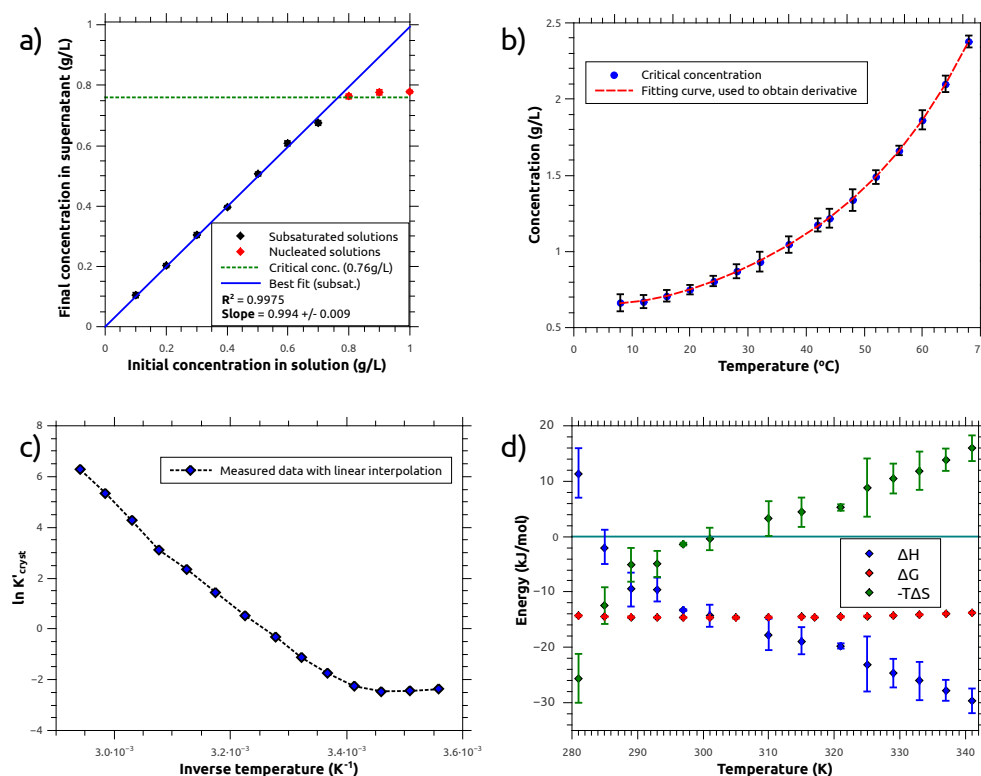 a)
Final concentration in supernatant (g/L)
1
0.8
0.6
0.4
0.2
0
Subsaturated solutions
Nucleated solutions
Critical conc. (0.76g/L)
Best fit (subsat.)
R² = 0.9975
Slope = 0.994 +/- 0.009
0 0.2 0.4 0.6 0.8 1
Initial concentration in solution (g/L)
b)
Concentration (g/L)
2.5
2
1.5
1
0.5
Critical concentration
Fitting curve, used to obtain derivative
0 10 20 30 40 50 60 7
Temperature (ºC)
c)
ln K'cryst
8
6
4
2
0
−2
−4
Measured data with linear interpolation
3.0·10⁻³ 3.2·10⁻³ 3.4·10⁻³ 3.6·10⁻³
Inverse temperature (K⁻¹)
d)
Energy (kJ/mol)
20
10
0
−10
−20
−30
ΔH
ΔG
-TΔS
280 290 300 310 320 330 340
Temperature (K)